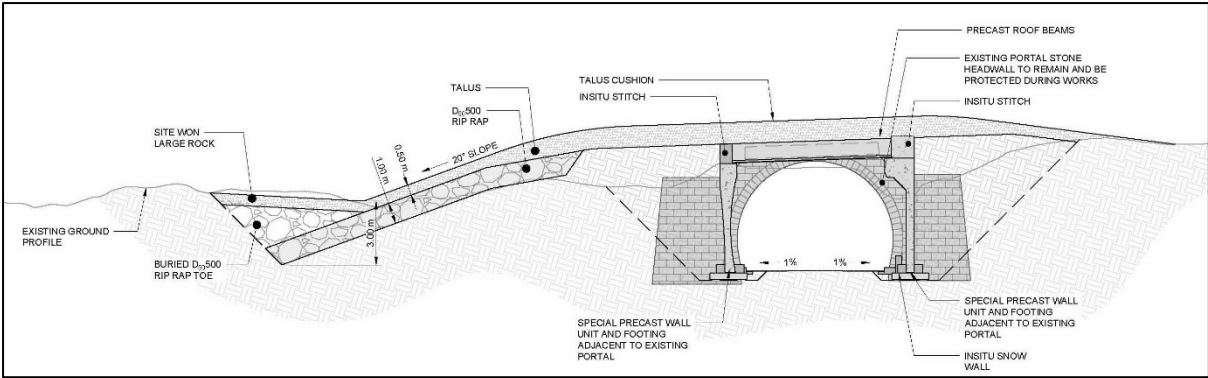 PRECAST ROOF BEAMS
EXISTING PORTAL STONE
HEADWALL TO REMAIN AND BE
PROTECTED DURING WORKS
TALUS CUSHION
INSITU STITCH
INSITU STITCH
TALUS
D₅₀500
RIP RAP
SITE WON
LARGE ROCK
20° SLOPE
0.50 m
1.00 m
3.00 m
EXISTING GROUND
PROFILE
BURIED D₅₀500
RIP RAP TOE
1%
1%
SPECIAL PRECAST WALL
UNIT AND FOOTING
ADJACENT TO EXISTING
PORTAL
SPECIAL PRECAST WALL
UNIT AND FOOTING
ADJACENT TO EXISTING
PORTAL
INSITU SNOW
WALL